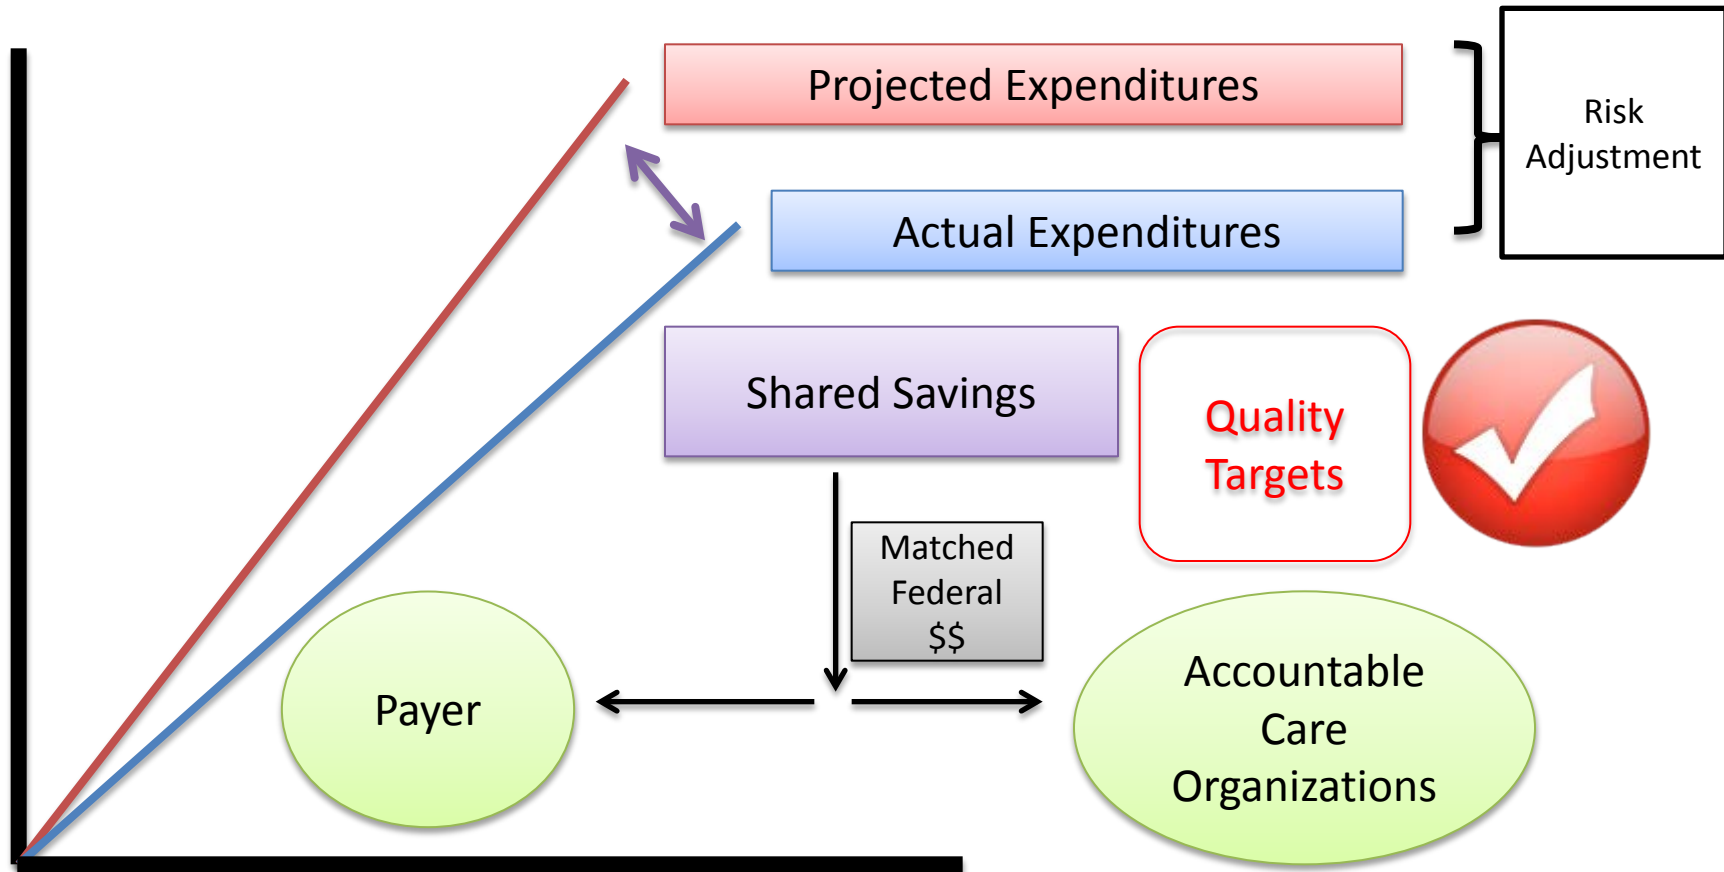 Projected Expenditures
Risk
Adjustment
Actual Expenditures
Shared Savings
Quality
Targets
Matched
Federal
$$
Payer
Accountable
Care
Organizations